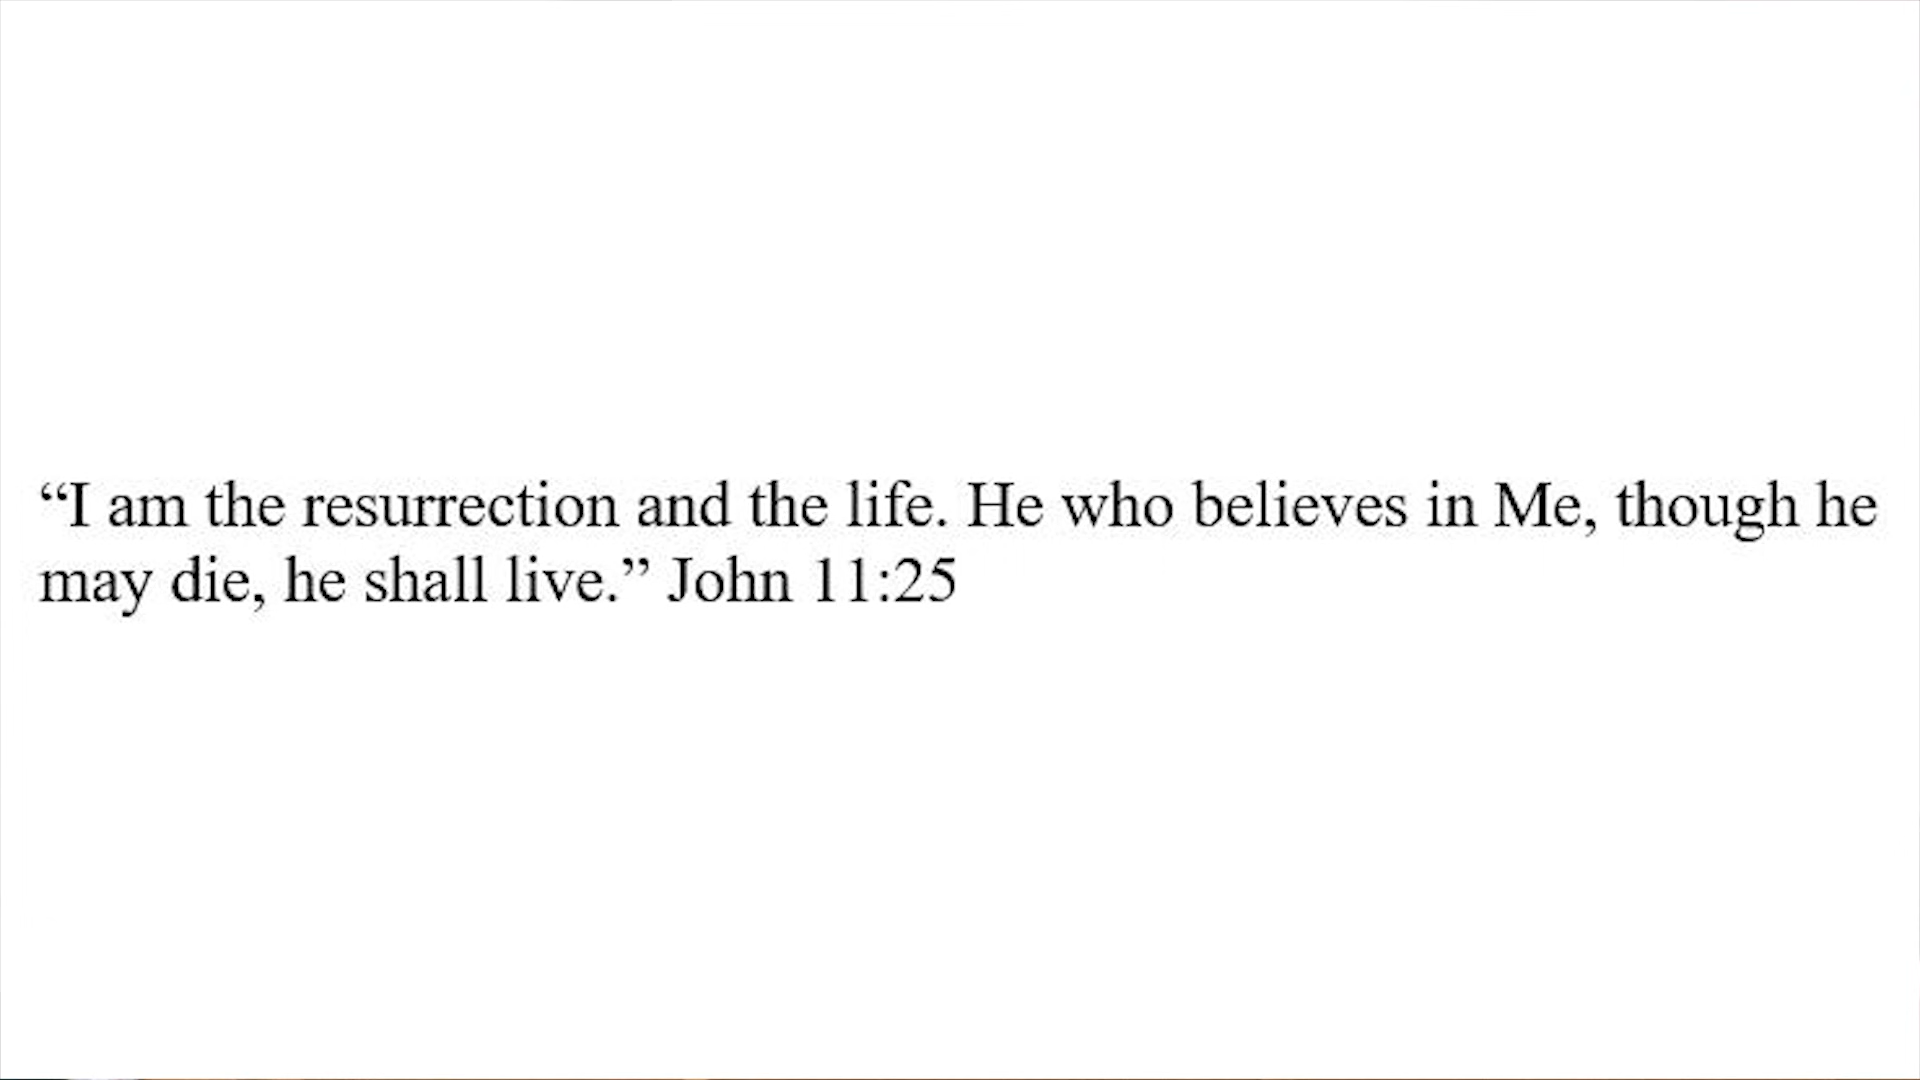 “I am the resurrection and the life. He who believes in Me, though he
may die, he shall live.” John 11:25